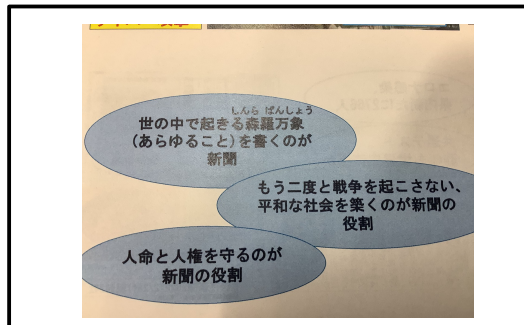 しんら ばんしょう
世の中で起きる森羅万象
(あらゆること)を書くのが
新聞
もう二度と戦争を起こさない、
平和な社会を築くのが新聞の
役割
人命と人権を守るのが
新聞の役割